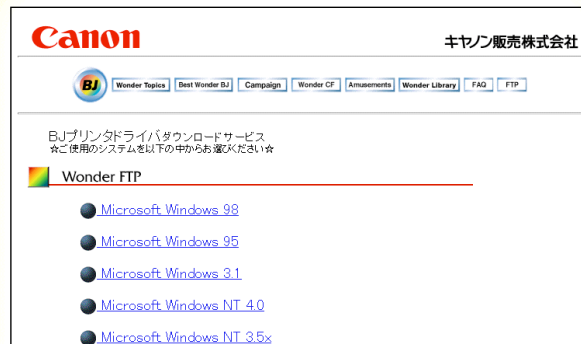 Canon
キヤノン販売株式会社
BJ Wonder Topics Best Wonder BJ Campaign Wonder CF Amusements Wonder Library FAQ FTP
BJプリンタドライバダウンロードサービス
☆ご使用のシステムを以下の中からお選びください☆
Wonder FTP
Microsoft Windows 98
Microsoft Windows 95
Microsoft Windows 3.1
Microsoft Windows NT 4.0
Microsoft Windows NT 3.5x